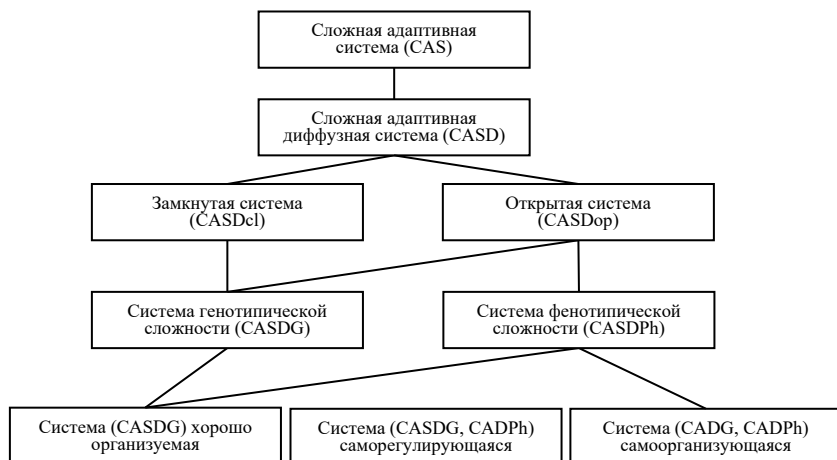 Сложная адаптивная
система (CAS)
Сложная адаптивная
диффузная система (CASD)
Замкнутая система
(CASDcl)
Открытая система
(CASDop)
Система генотипической
сложности (CASDG)
Система фенотипической
сложности (CASDPh)
Система (CASDG) хорошо
организуемая
Система (CASDG, CADPh)
саморегулирующаяся
Система (CADG, CADPh)
самоорганизующаяся